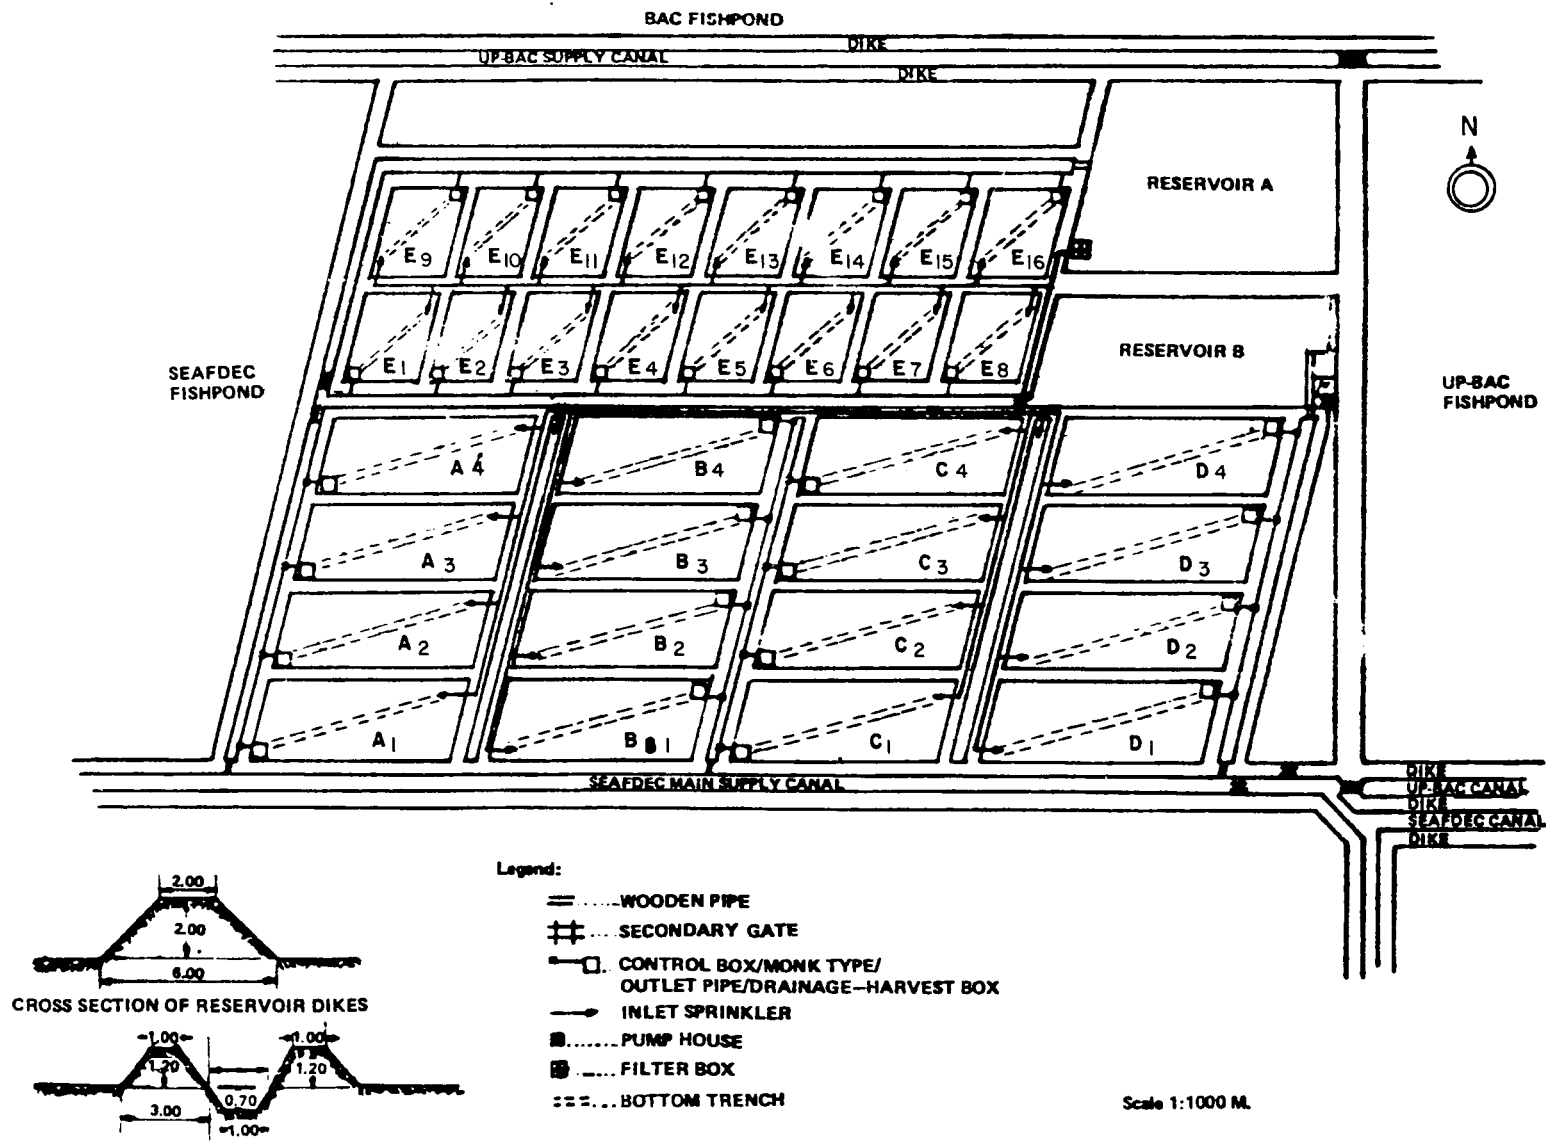 BAC FISHPOND
DIKE
UP-BAC SUPPLY CANAL
DIKE
N
RESERVOIR A
E9 E10 E11 E12 E13 E14 E15 E16
RESERVOIR B
E1 E2 E3 E4 E5 E6 E7 E8
SEAFDEC
FISHPOND
UP-BAC
FISHPOND
A4 B4 C4 D4
A3 B3 C3 D3
A2 B2 C2 D2
A1 B1 C1 D1
SEAFDEC MAIN SUPPLY CANAL
DIKE
UP-BAC CANAL
DIKE
SEAFDEC CANAL
DIKE
2.00
2.00
6.00
CROSS SECTION OF RESERVOIR DIKES
1.00 1.00
1.20 1.20
0.70
3.00
1.00
Legend:
WOODEN PIPE
SECONDARY GATE
CONTROL BOX/MONK TYPE/
OUTLET PIPE/DRAINAGE-HARVEST BOX
INLET SPRINKLER
PUMP HOUSE
FILTER BOX
BOTTOM TRENCH
Scale 1:1000 M.